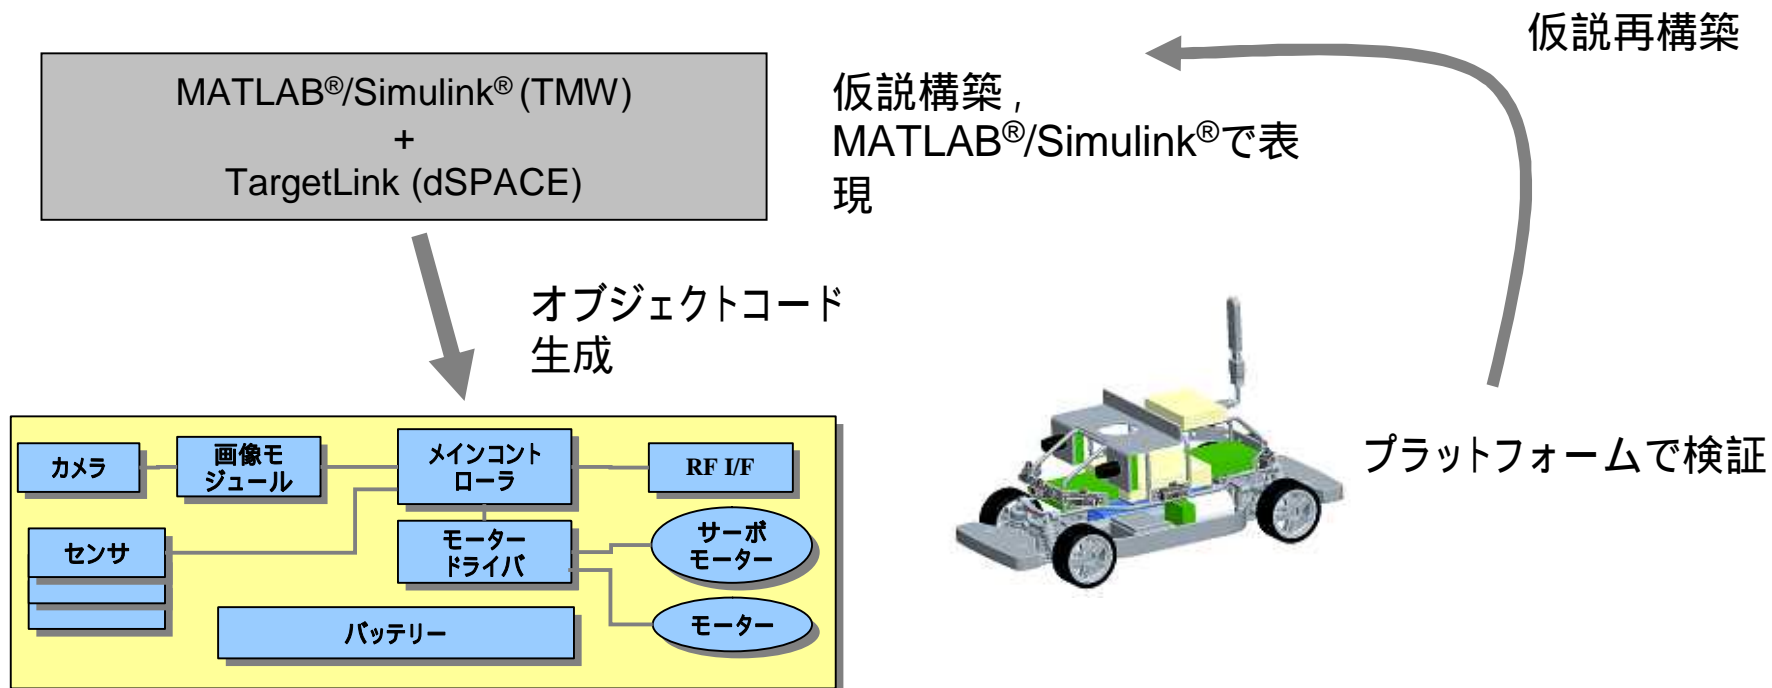 仮説再構築
MATLAB®/Simulink® (TMW)
+
TargetLink (dSPACE)
仮説構築 ,
MATLAB®/Simulink®で表
現
オブジェクトコード
生成
プラットフォームで検証
カメラ
画像モ
ジュール
メインコント
ローラ
RF I/F
センサ
モーター
ドライバ
サーボ
モーター
モーター
バッテリー